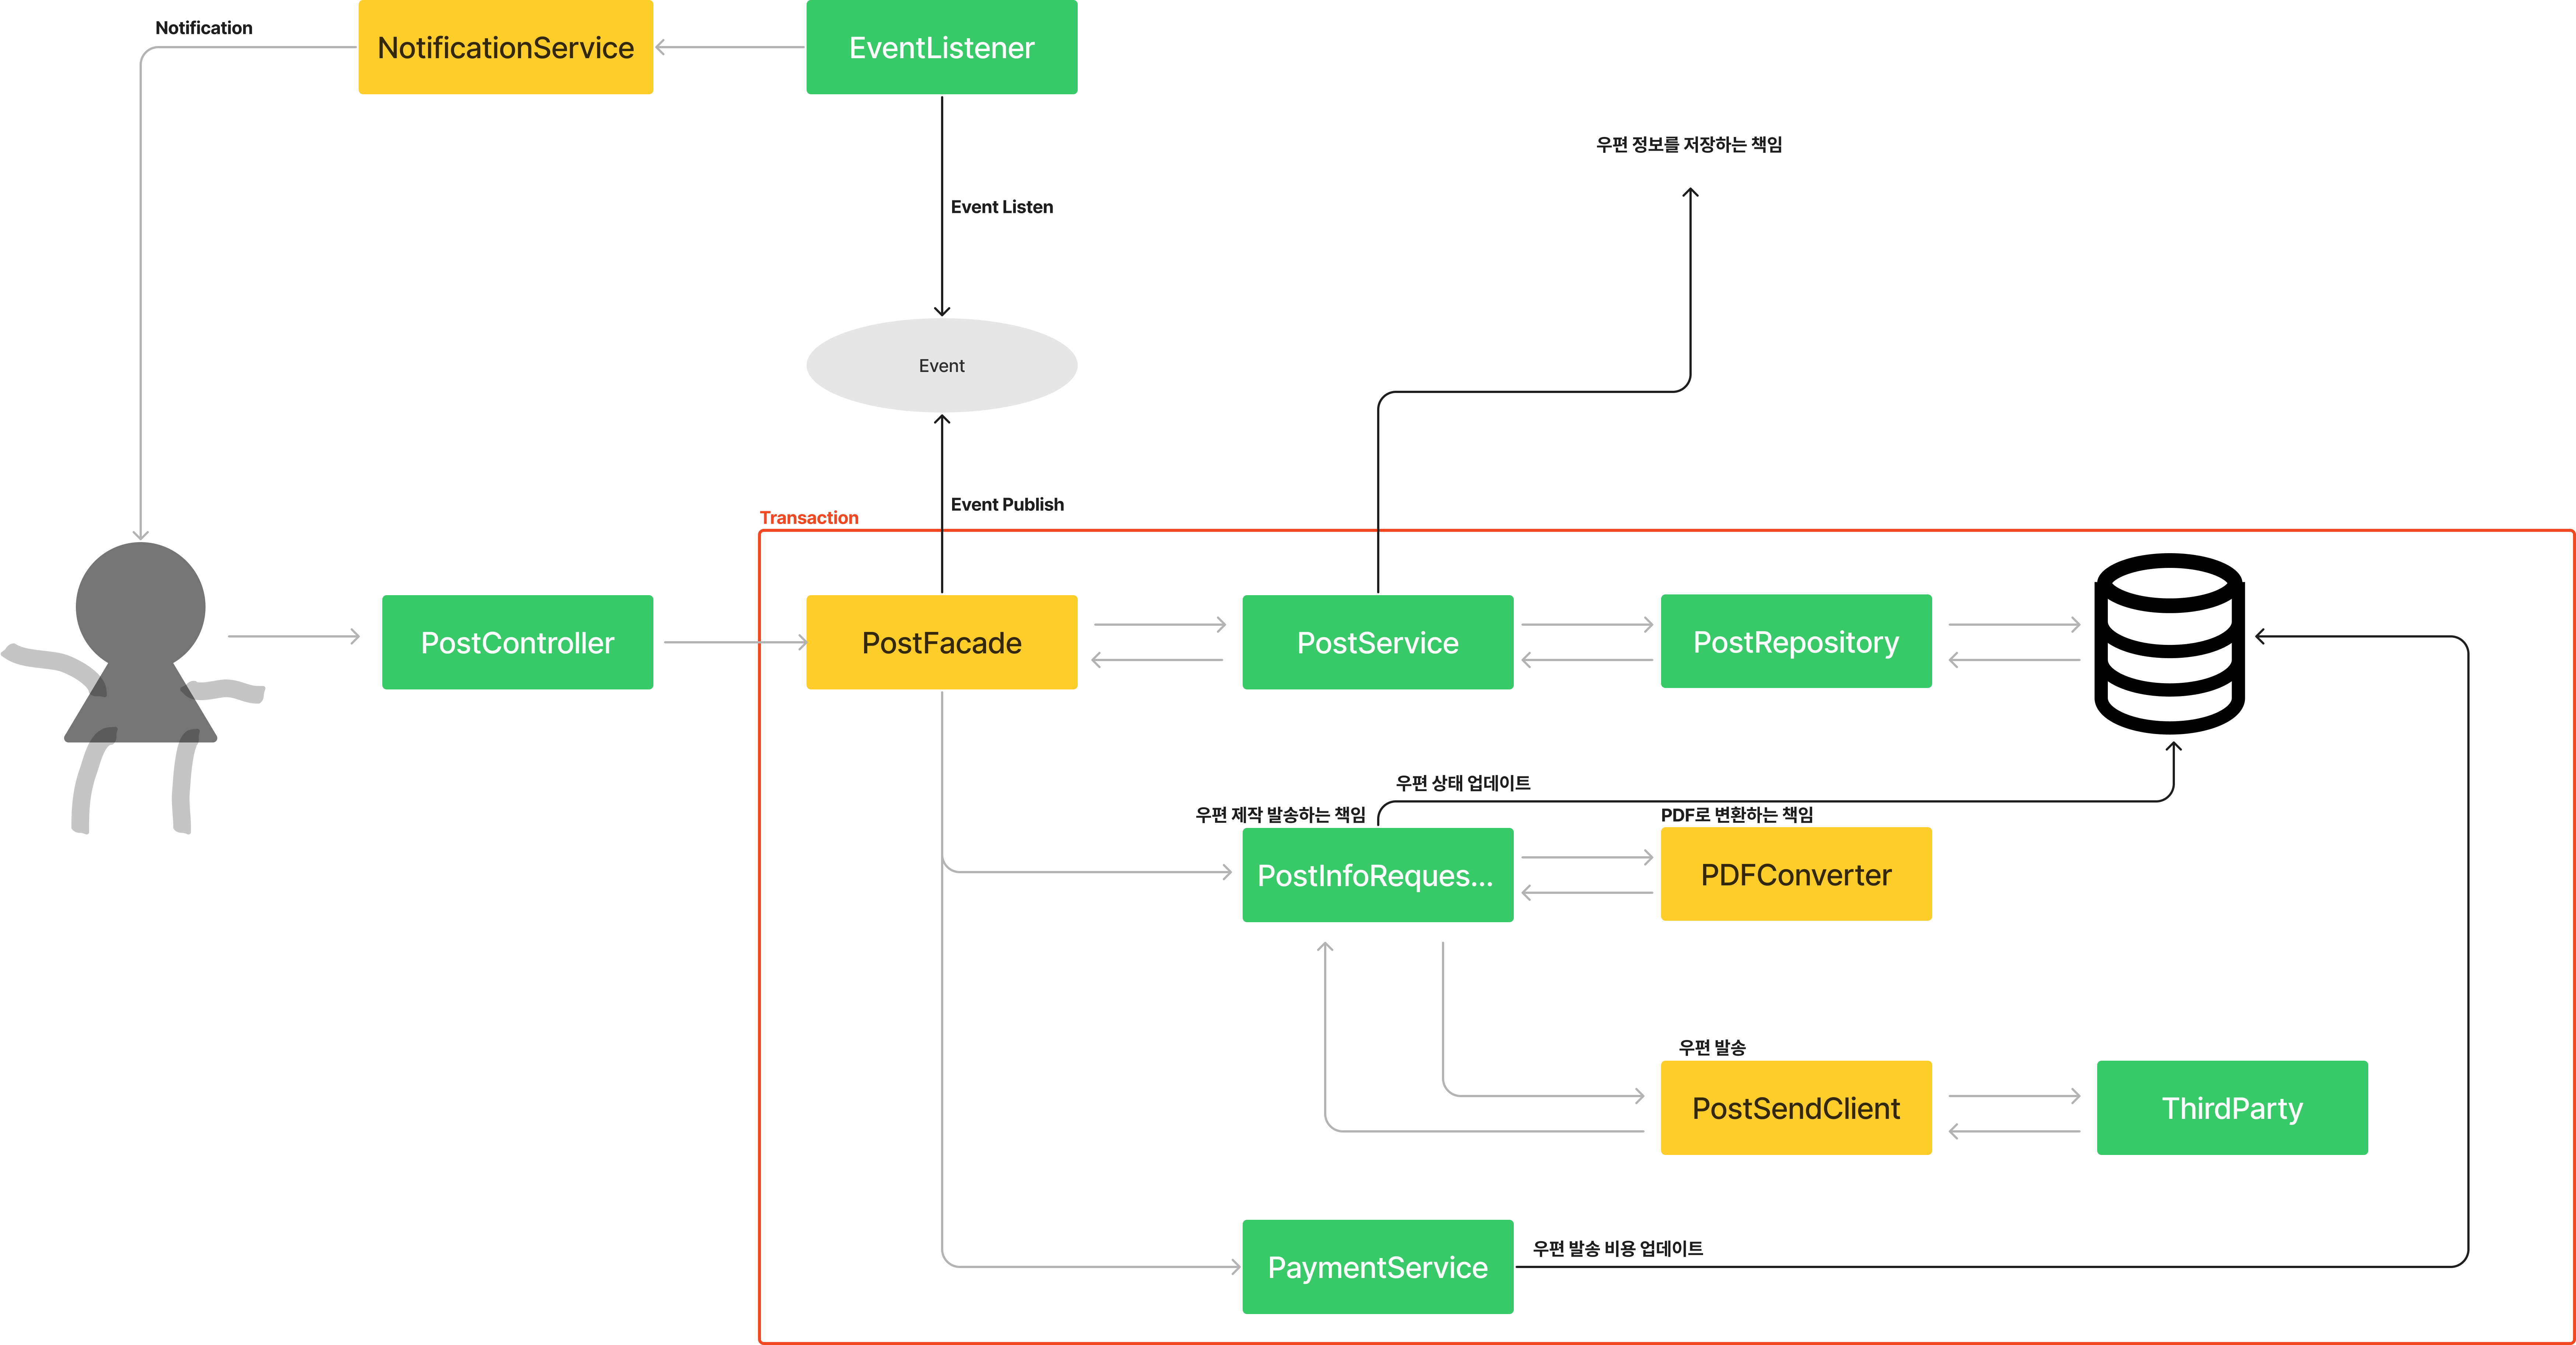 Notification
NotificationService
EventListener
우편 정보를 저장하는 책임
Event Listen
Event
Event Publish
Transaction
PostController
PostFacade
PostService
PostRepository
우편 상태 업데이트
우편 제작 발송하는 책임
PDF로 변환하는 책임
PostInfoReques...
PDFConverter
우편 발송
PostSendClient
ThirdParty
우편 발송 비용 업데이트
PaymentService